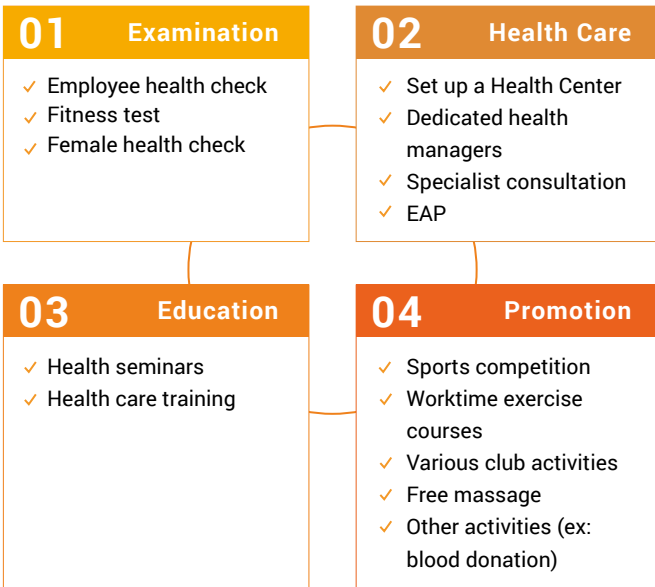 01 Examination
Employee health check
Fitness test
Female health check
02 Health Care
Set up a Health Center
Dedicated health
managers
Specialist consultation
EAP
03 Education
Health seminars
Health care training
04 Promotion
Sports competition
Worktime exercise
courses
Various club activities
Free massage
Other activities (ex:
blood donation)